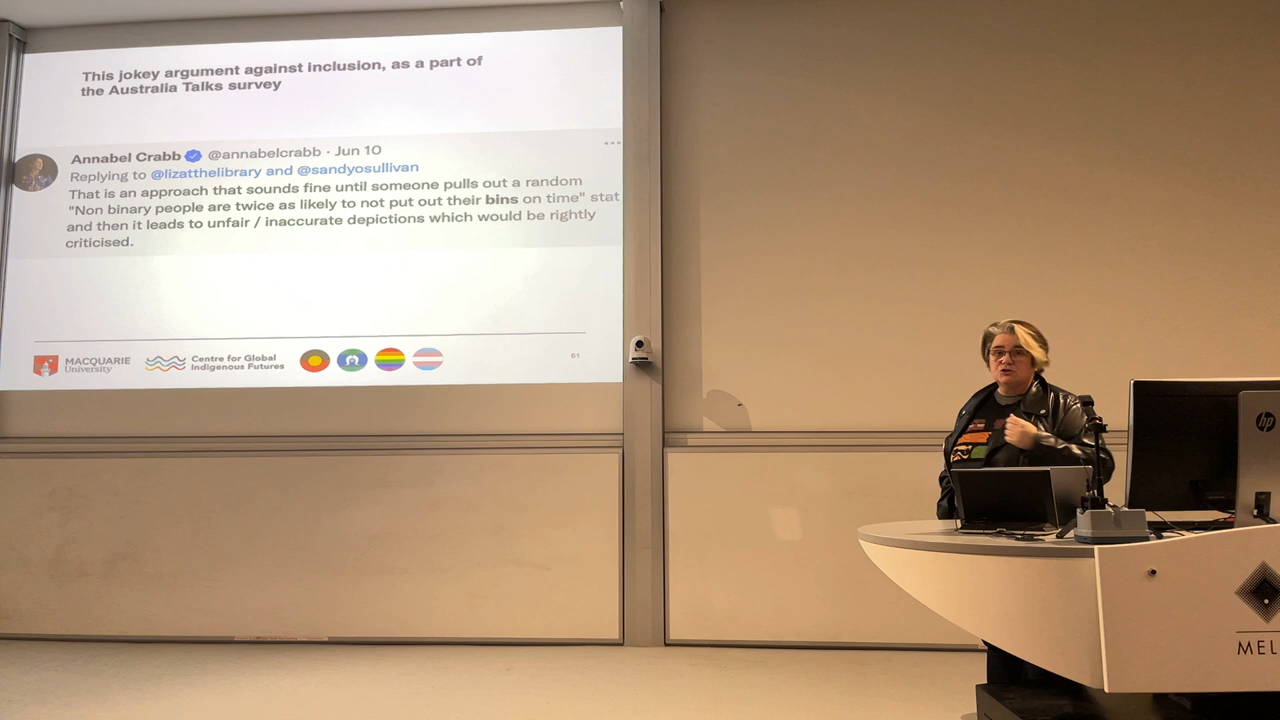 This jokey argument against inclusion, as a part of
the Australia Talks survey
Annabel Crabb @annabelcrabb · Jun 10
Replying to @lizatthelibrary and @sandyosullivan
That is an approach that sounds fine until someone pulls out a random
"Non binary people are twice as likely to not put out their bins on time" stat
and then it leads to unfair / inaccurate depictions which would be rightly
criticised.
MACQUARIE
University
Centre for Global
Indigenous Futures
61
hp
MEL